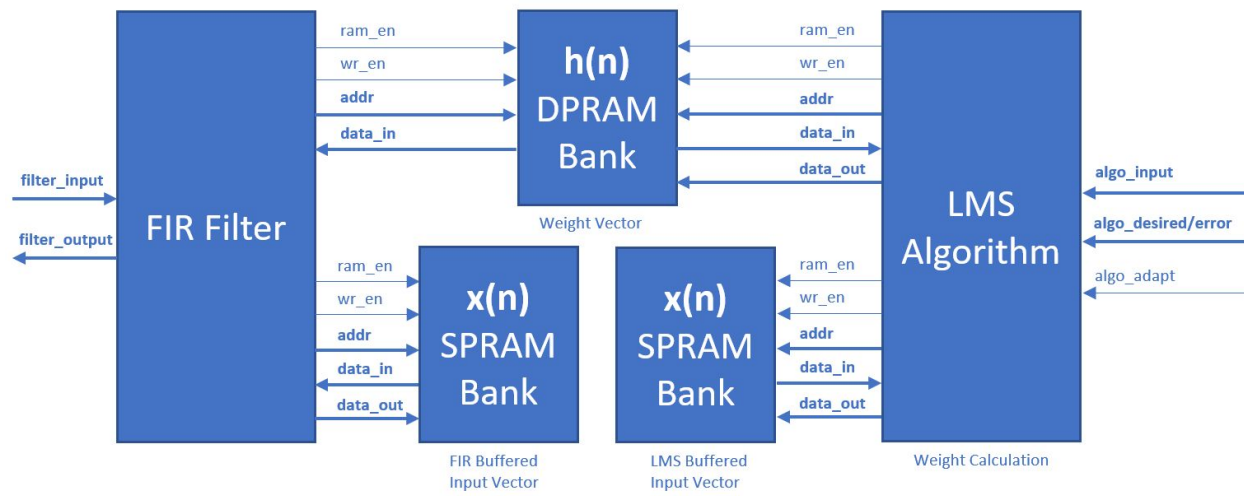 ram_en
wr_en
addr
data_in
h(n)
DPRAM
Bank
Weight Vector
ram_en
wr_en
addr
data_in
data_out
filter_input
filter_output
FIR Filter
LMS
Algorithm
algo_input
algo_desired/error
algo_adapt
ram_en
wr_en
addr
data_in
data_out
x(n)
SPRAM
Bank
FIR Buffered
Input Vector
x(n)
SPRAM
Bank
LMS Buffered
Input Vector
ram_en
wr_en
addr
data_in
data_out
Weight Calculation